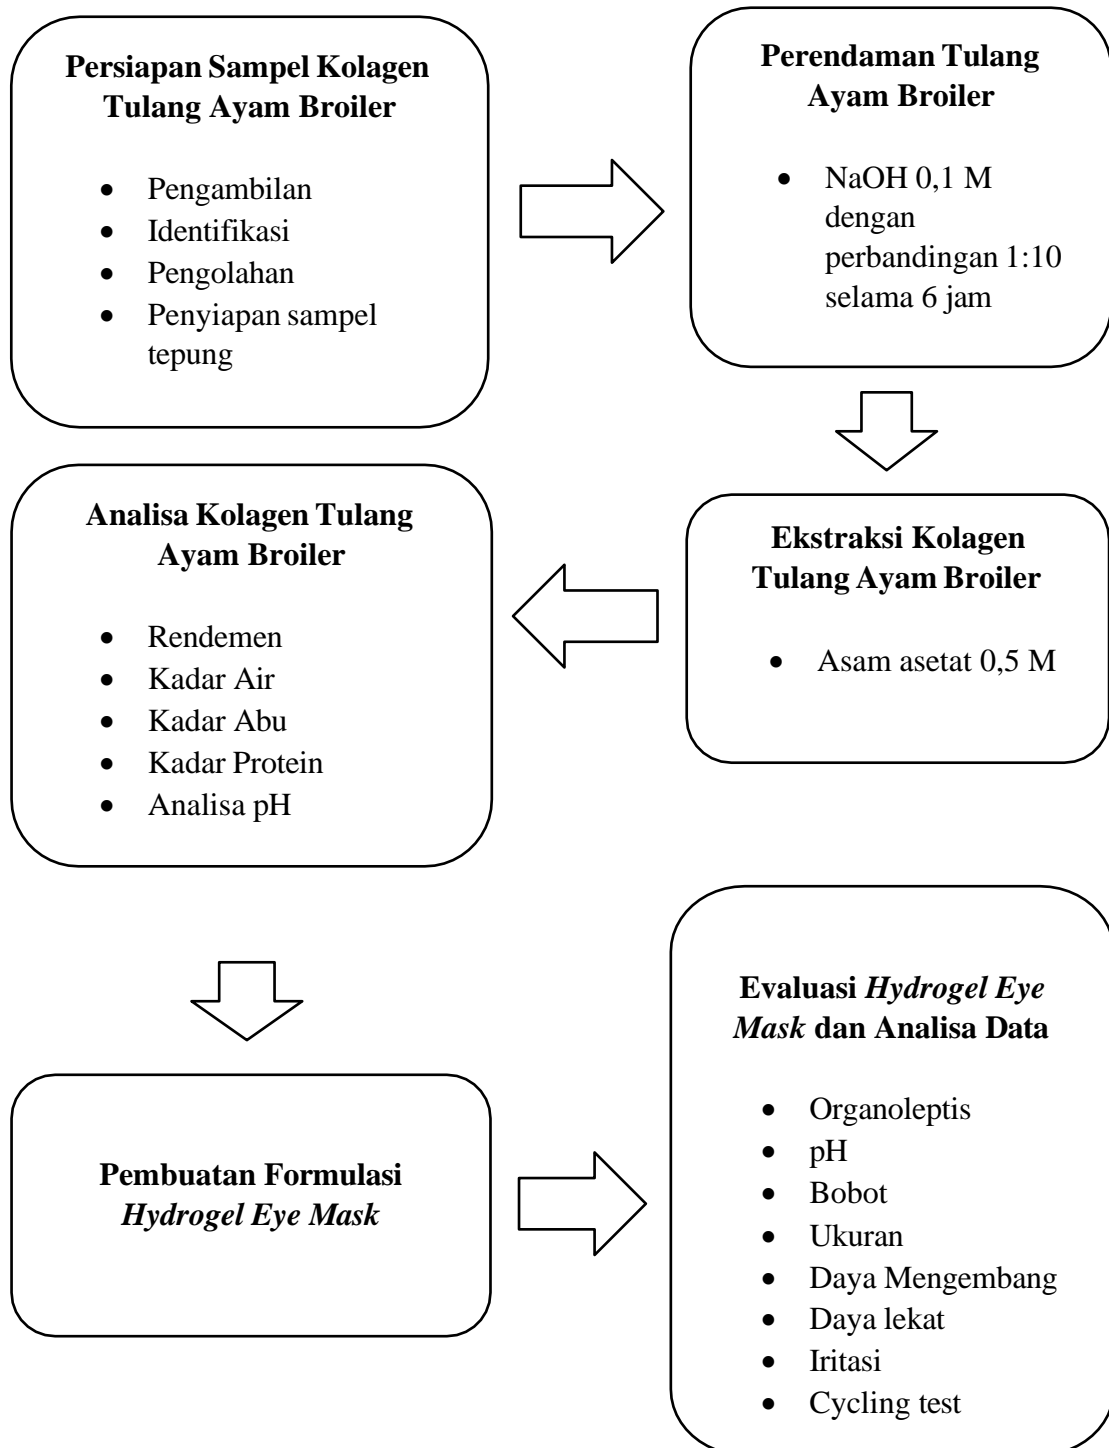 Persiapan Sampel Kolagen
Tulang Ayam Broiler
• Pengambilan
• Identifikasi
• Pengolahan
• Penyiapan sampel
tepung
Perendaman Tulang
Ayam Broiler
• NaOH 0,1 M
dengan
perbandingan 1:10
selama 6 jam
Ekstraksi Kolagen
Tulang Ayam Broiler
• Asam asetat 0,5 M
Analisa Kolagen Tulang
Ayam Broiler
• Rendemen
• Kadar Air
• Kadar Abu
• Kadar Protein
• Analisa pH
Pembuatan Formulasi
Hydrogel Eye Mask
Evaluasi Hydrogel Eye
Mask dan Analisa Data
• Organoleptis
• pH
• Bobot
• Ukuran
• Daya Mengembang
• Daya lekat
• Iritasi
• Cycling test